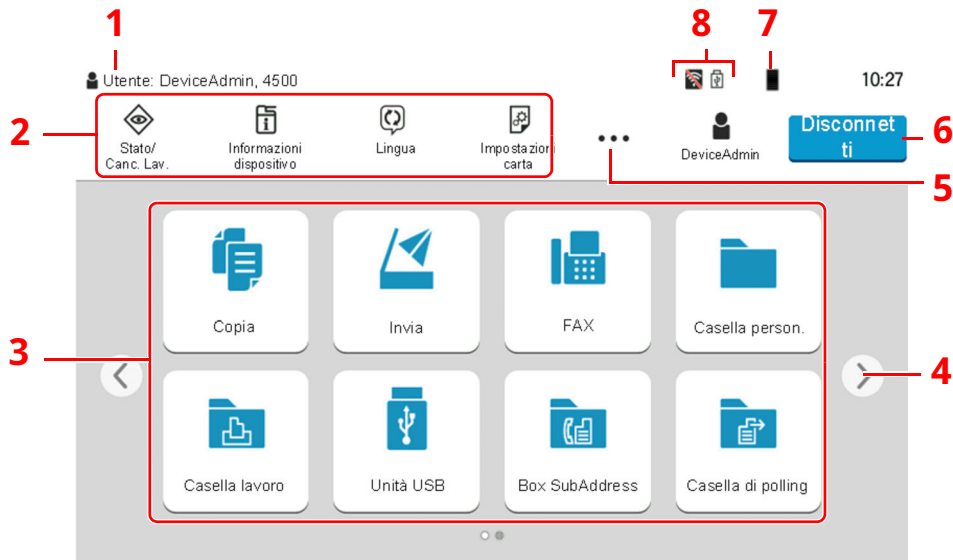 1
8
7
Utente: DeviceAdmin, 4500
10:27
2
Stato/
Canc. Lav.
Informazioni
dispositivo
Lingua
Impostazioni
carta
DeviceAdmin
Disconnet
ti
6
5
3
Copia
Invia
FAX
Casella person.
4
Casella lavoro
Unità USB
Box SubAddress
Casella di polling